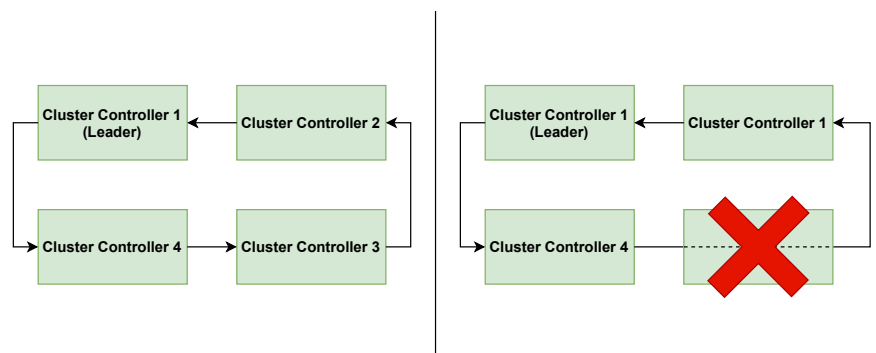 Cluster Controller 1
(Leader)
Cluster Controller 2
Cluster Controller 4
Cluster Controller 3
Cluster Controller 1
(Leader)
Cluster Controller 1
Cluster Controller 4